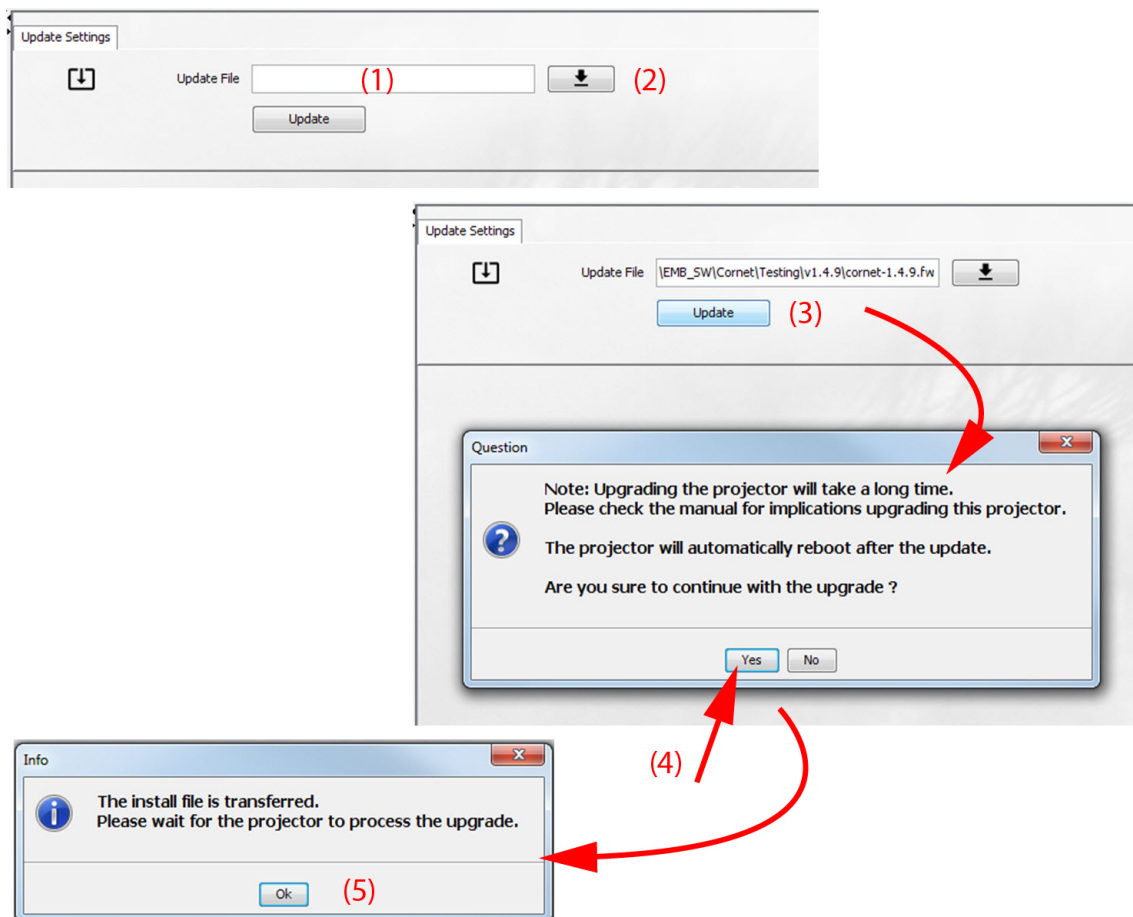 Update Settings
Update File (1) (2)
Update
Update Settings
Update File \EMB_SW\Cornet\Testing\v1.4.9\cornet-1.4.9.fw
Update (3)
Question
Note: Upgrading the projector will take a long time.
Please check the manual for implications upgrading this projector.
The projector will automatically reboot after the update.
Are you sure to continue with the upgrade ?
Yes No
(4)
Info
The install file is transferred.
Please wait for the projector to process the upgrade.
Ok (5)